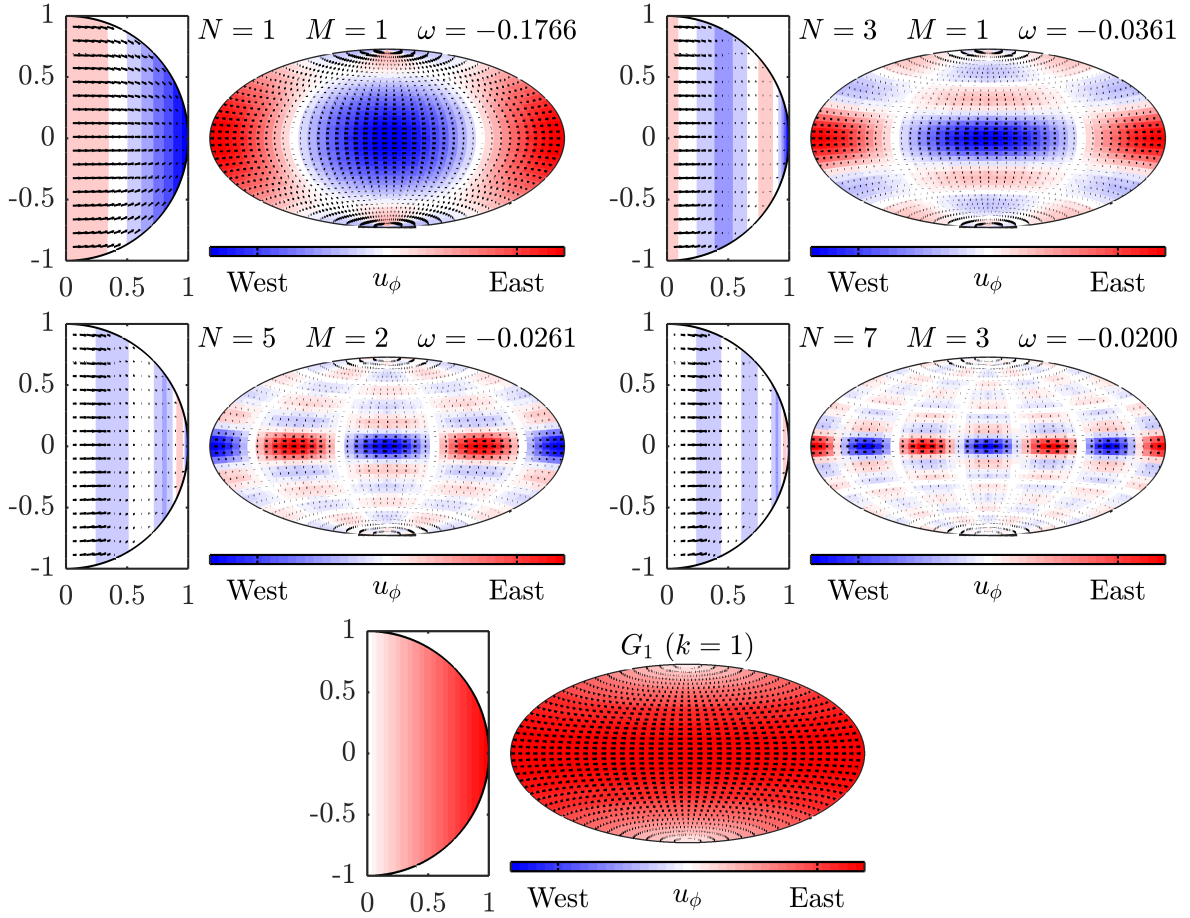 N = 1 M = 1 ω = −0.1766
1
0.5
0
-0.5
-1
0 0.5 1
West u_ϕ East
N = 3 M = 1 ω = −0.0361
1
0.5
0
-0.5
-1
0 0.5 1
West u_ϕ East
N = 5 M = 2 ω = −0.0261
1
0.5
0
-0.5
-1
0 0.5 1
West u_ϕ East
N = 7 M = 3 ω = −0.0200
1
0.5
0
-0.5
-1
0 0.5 1
West u_ϕ East
G_1 (k = 1)
1
0.5
0
-0.5
-1
0 0.5 1
West u_ϕ East